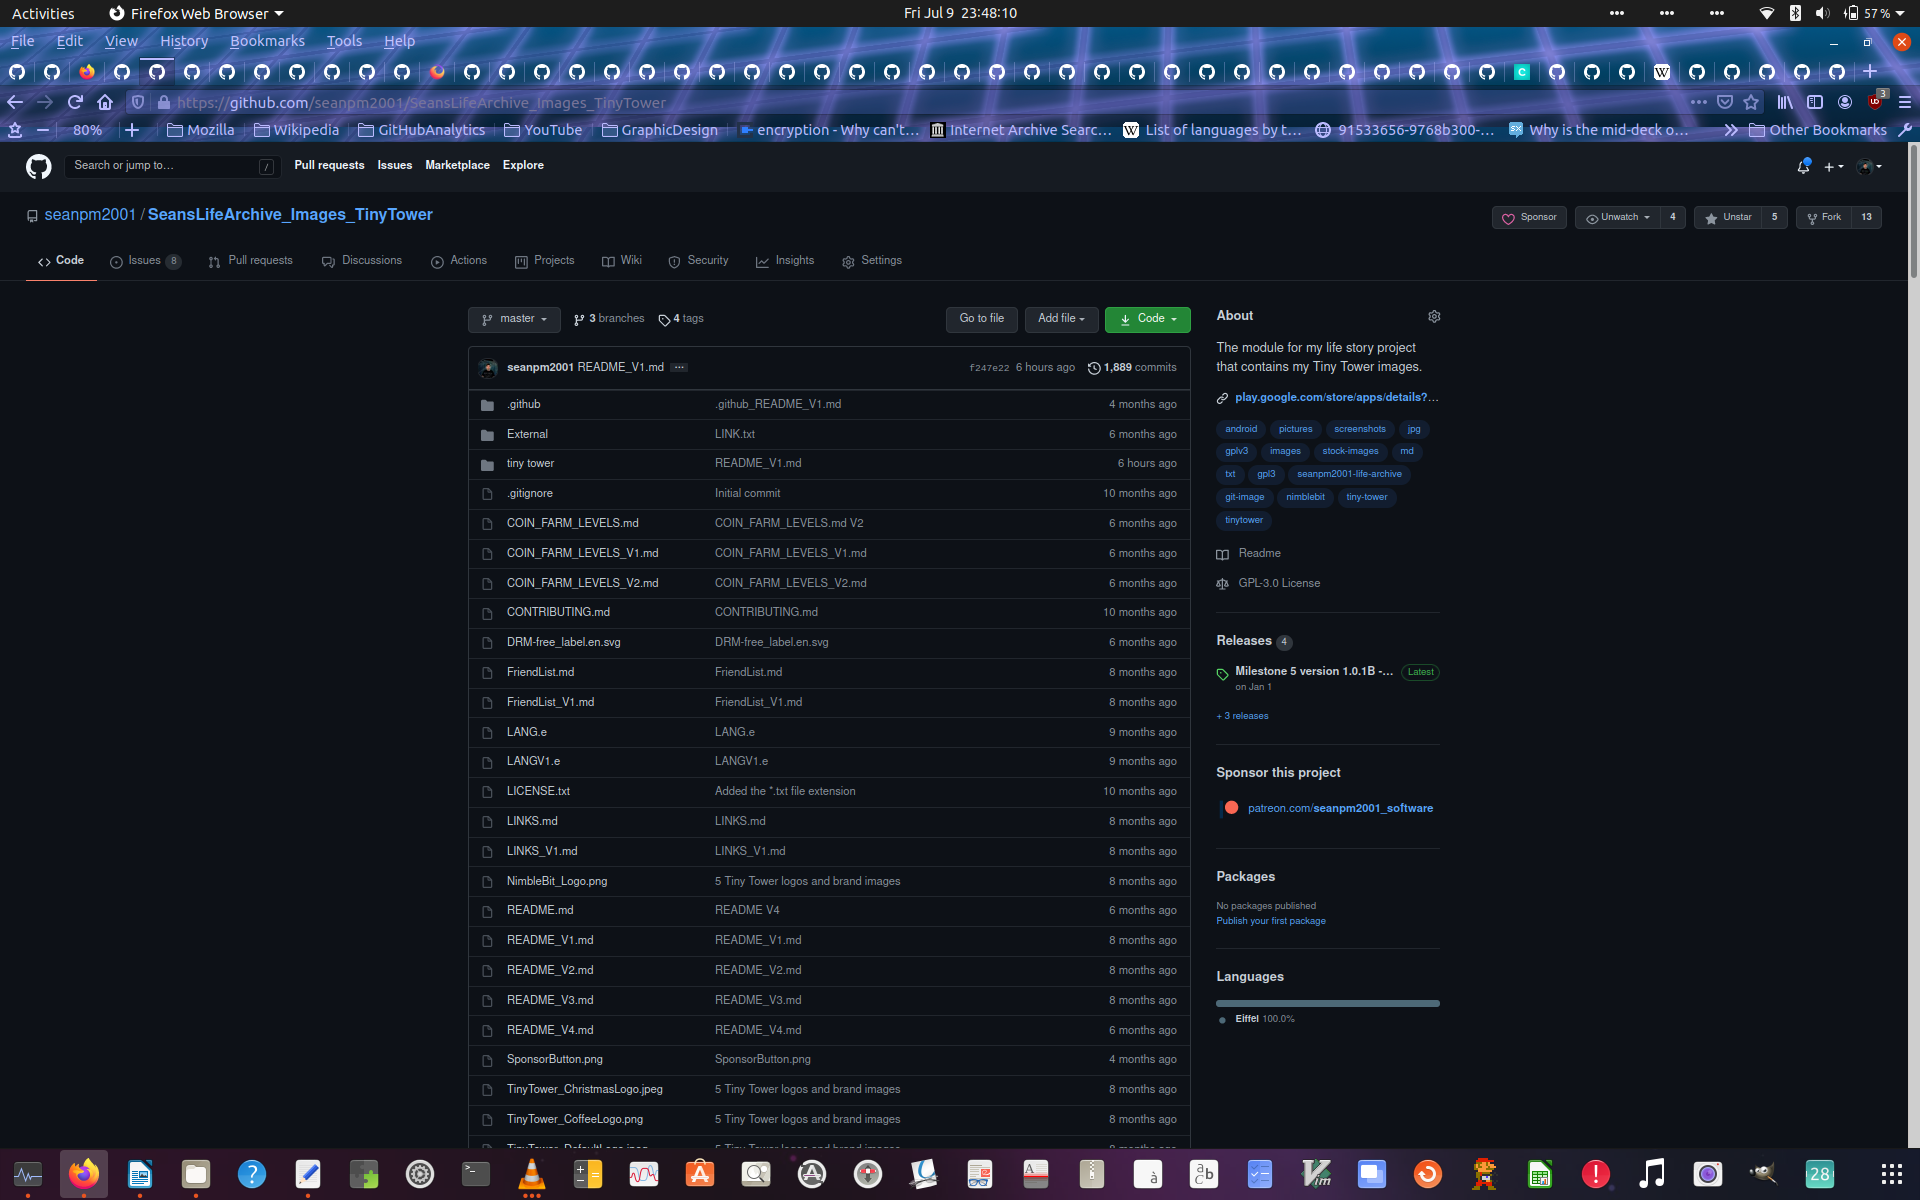 Activities Firefox Web Browser Fri Jul 9 23:48:10 57 %
File Edit View History Bookmarks Tools Help
https://github.com/seanpm2001/SeansLifeArchive_Images_TinyTower 3
80% Mozilla Wikipedia GitHubAnalytics YouTube GraphicDesign encryption - Why can't... Internet Archive Searc... List of languages by t... 91533656-9768b300-... Why is the mid-deck o... Other Bookmarks
Search or jump to... / Pull requests Issues Marketplace Explore
seanpm2001 / SeansLifeArchive_Images_TinyTower Sponsor Unwatch 4 Unstar 5 Fork 13
Code Issues 8 Pull requests Discussions Actions Projects Wiki Security Insights Settings
master 3 branches 4 tags Go to file Add file Code
seanpm2001 README_V1.md ... f247e22 6 hours ago 1,889 commits
.github .github_README_V1.md 4 months ago
External LINK.txt 6 months ago
tiny tower README_V1.md 6 hours ago
.gitignore Initial commit 10 months ago
COIN_FARM_LEVELS.md COIN_FARM_LEVELS.md V2 6 months ago
COIN_FARM_LEVELS_V1.md COIN_FARM_LEVELS_V1.md 6 months ago
COIN_FARM_LEVELS_V2.md COIN_FARM_LEVELS_V2.md 6 months ago
CONTRIBUTING.md CONTRIBUTING.md 10 months ago
DRM-free_label.en.svg DRM-free_label.en.svg 6 months ago
FriendList.md FriendList.md 8 months ago
FriendList_V1.md FriendList_V1.md 8 months ago
LANG.e LANG.e 9 months ago
LANGV1.e LANGV1.e 9 months ago
LICENSE.txt Added the *.txt file extension 10 months ago
LINKS.md LINKS.md 8 months ago
LINKS_V1.md LINKS_V1.md 8 months ago
NimbleBit_Logo.png 5 Tiny Tower logos and brand images 8 months ago
README.md README V4 6 months ago
README_V1.md README_V1.md 8 months ago
README_V2.md README_V2.md 8 months ago
README_V3.md README_V3.md 8 months ago
README_V4.md README_V4.md 6 months ago
SponsorButton.png SponsorButton.png 4 months ago
TinyTower_ChristmasLogo.jpeg 5 Tiny Tower logos and brand images 8 months ago
TinyTower_CoffeeLogo.png 5 Tiny Tower logos and brand images 8 months ago
About
The module for my life story project
that contains my Tiny Tower images.
play.google.com/store/apps/details?...
android pictures screenshots jpg
gplv3 images stock-images md
txt gpl3 seanpm2001-life-archive
git-image nimblebit tiny-tower
tinytower
Readme
GPL-3.0 License
Releases 4
Milestone 5 version 1.0.1B -... Latest
on Jan 1
+ 3 releases
Sponsor this project
patreon.com/seanpm2001_software
Packages
No packages published
Publish your first package
Languages
Eiffel 100.0%
28